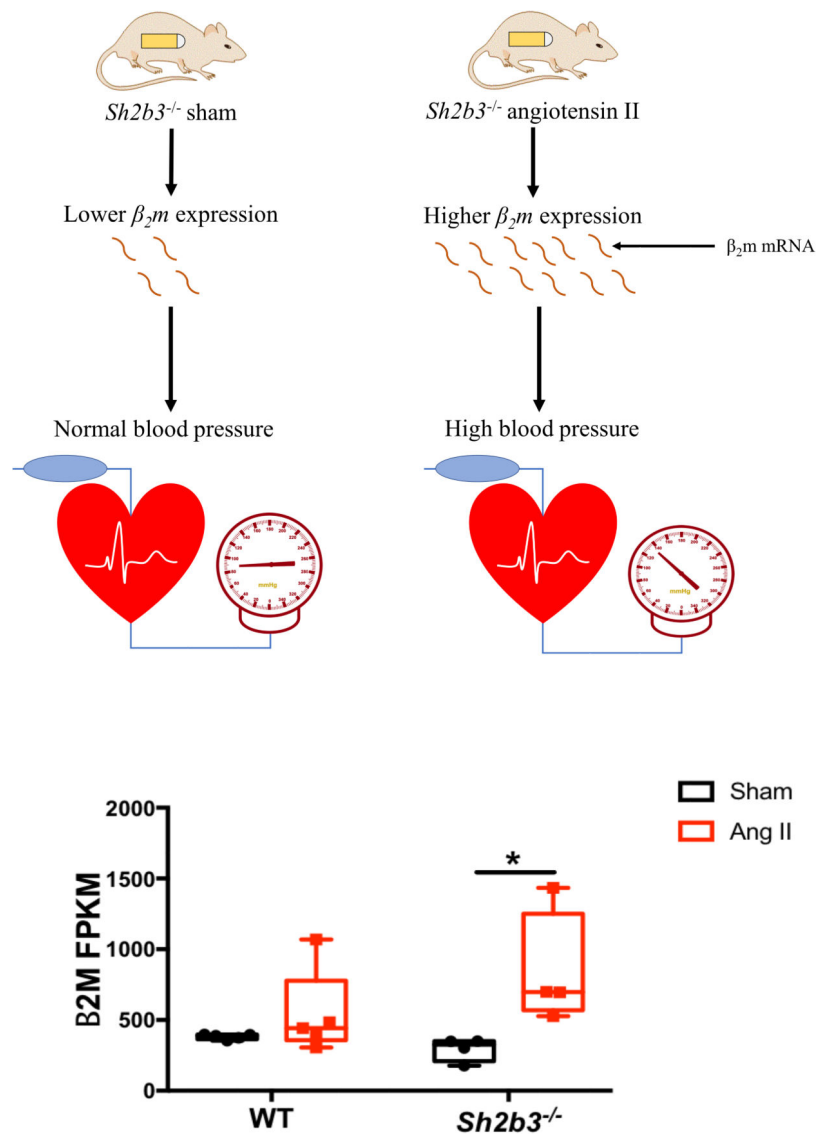 Sh2b3-/- sham
Sh2b3-/- angiotensin II
Lower β2m expression
Higher β2m expression
β2m mRNA
Normal blood pressure
High blood pressure
mmHg
mmHg
Sham
Ang II
2000
1500
1000
500
0
B2M FPKM
*
WT
Sh2b3-/-